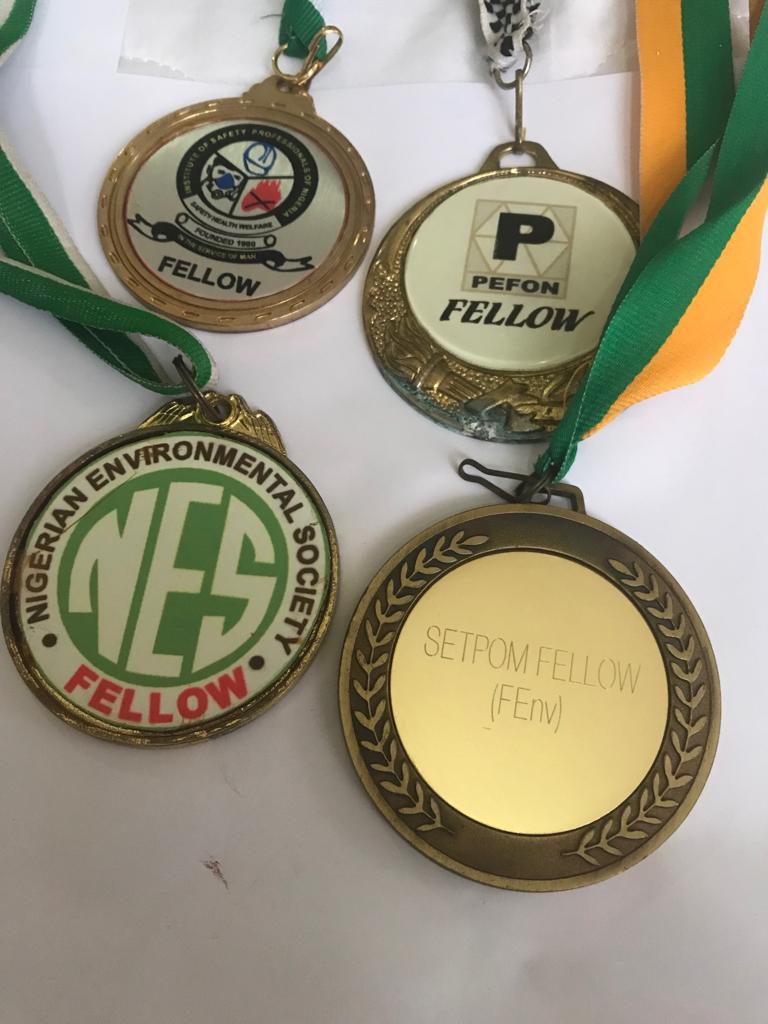 INSTITUTE OF SAFETY PROFESSIONALS OF NIGERIA
SAFETY HEALTH WELFARE
FOUNDED 1980
IN THE SERVICE OF MAN
FELLOW
P
PEFON
FELLOW
NIGERIAN ENVIRONMENTAL SOCIETY
NES
FELLOW
SETPOM FELLOW
(FEnv)